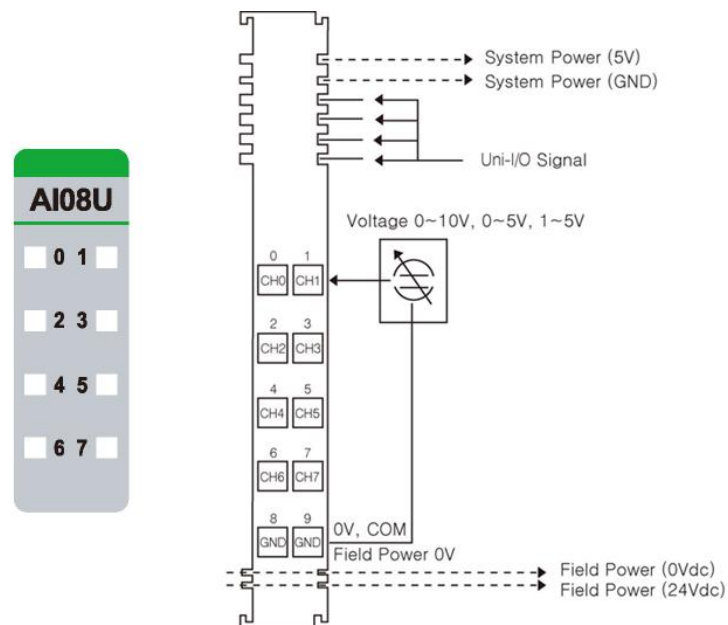 AI08U
0 1
2 3
4 5
6 7
System Power (5V)
System Power (GND)
Uni-I/O Signal
Voltage 0~10V, 0~5V, 1~5V
0 1
CH0 CH1
2 3
CH2 CH3
4 5
CH4 CH5
6 7
CH6 CH7
8 9
GND GND
0V, COM
Field Power 0V
Field Power (0Vdc)
Field Power (24Vdc)